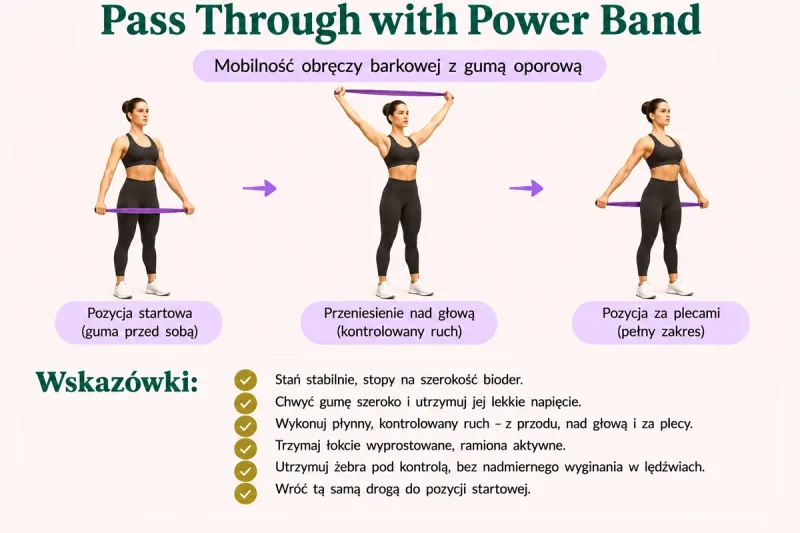 Pass Through with Power Band
Mobilność obręczy barkowej z gumą oporową
Pozycja startowa
(guma przed sobą)
Przeniesienie nad głową
(kontrolowany ruch)
Pozycja za plecami
(pełny zakres)
Wskazówki:
Stań stabilnie, stopy na szerokość bioder.
Chwyć gumę szeroko i utrzymuj jej lekkie napięcie.
Wykonuj płynny, kontrolowany ruch – z przodu, nad głową i za plecy.
Trzymaj łokcie wyprostowane, ramiona aktywne.
Utrzymuj żebra pod kontrolą, bez nadmiernego wyginania w lędźwiach.
Wróć tą samą drogą do pozycji startowej.